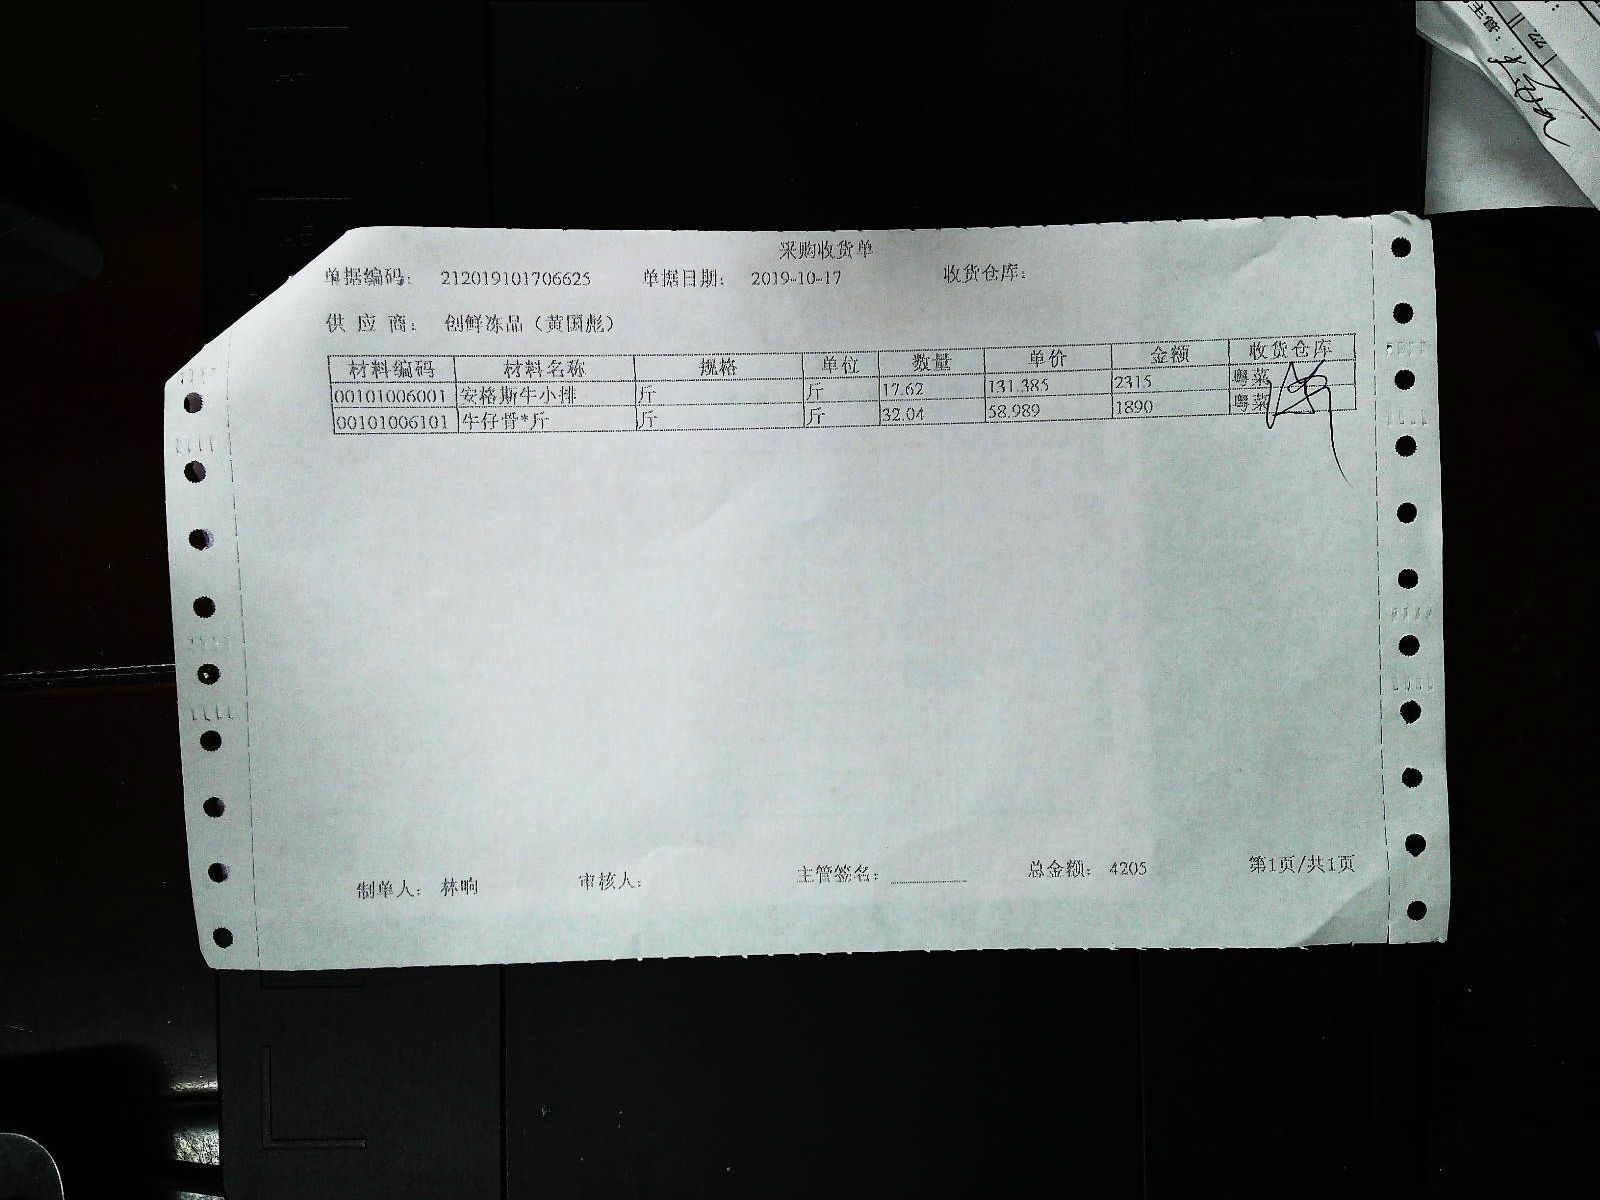 主管：
采购收货单
单据编码： 212019101706625 单据日期： 2019-10-17 收货仓库：
供 应 商： 创鲜冻品（黄国彪）
材料编码 材料名称 规格 单位 数量 单价 金额 收货仓库
00101006001 安格斯牛小排 斤 斤 17.62 131.385 2315 粤菜
00101006101 牛仔骨*斤 斤 斤 32.04 58.989 1890 粤菜
制单人： 林响 审核人： 主管签名： 总金额： 4205 第1页/共1页